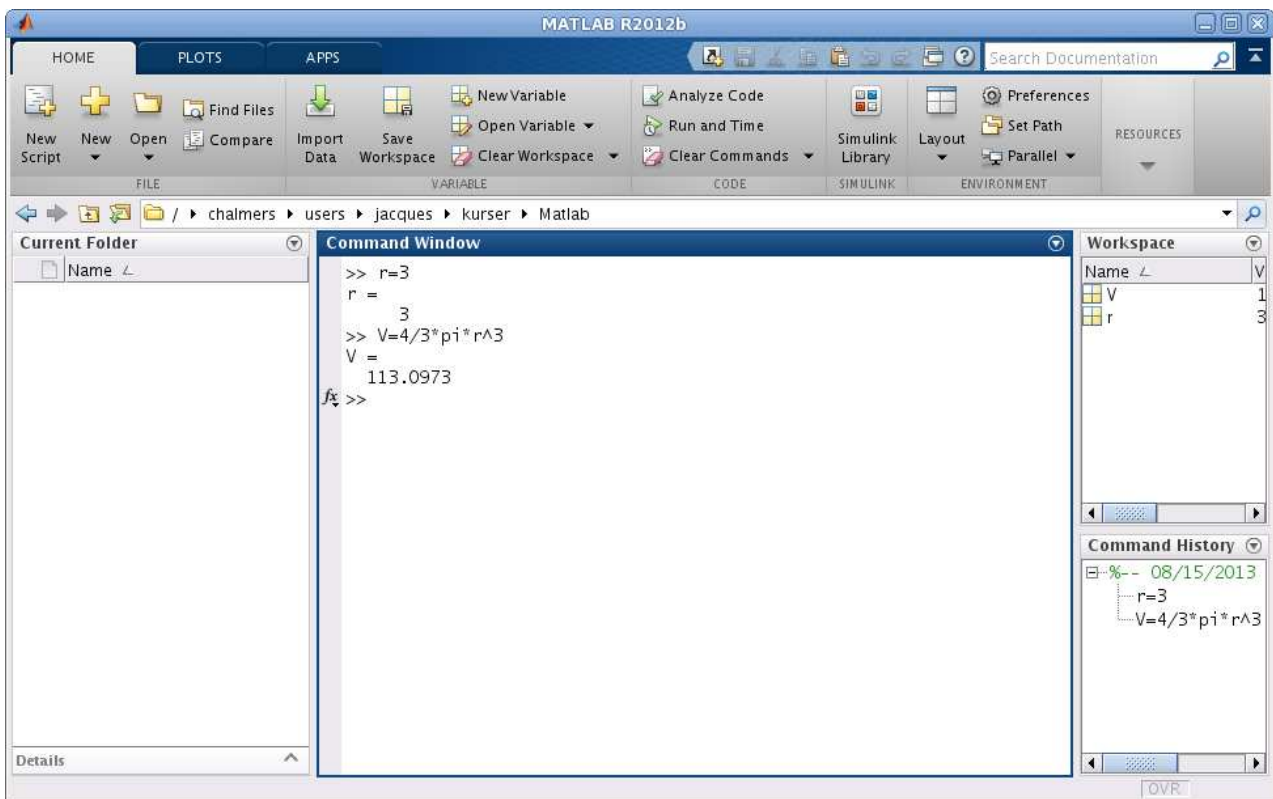 MATLAB R2012b
HOME PLOTS APPS Search Documentation
New Script
New
Open
Find Files
Compare
FILE
Import Data
Save Workspace
New Variable
Open Variable
Clear Workspace
VARIABLE
Analyze Code
Run and Time
Clear Commands
CODE
Simulink Library
SIMULINK
Layout
Preferences
Set Path
Parallel
ENVIRONMENT
RESOURCES
/ chalmers users jacques kurser Matlab
Current Folder
Name
Details
Command Window
>> r=3
r =
3
>> V=4/3*pi*r^3
V =
113.0973
fx >>
Workspace
Name V
V 1
r 3
Command History
%-- 08/15/2013
r=3
V=4/3*pi*r^3
OVR